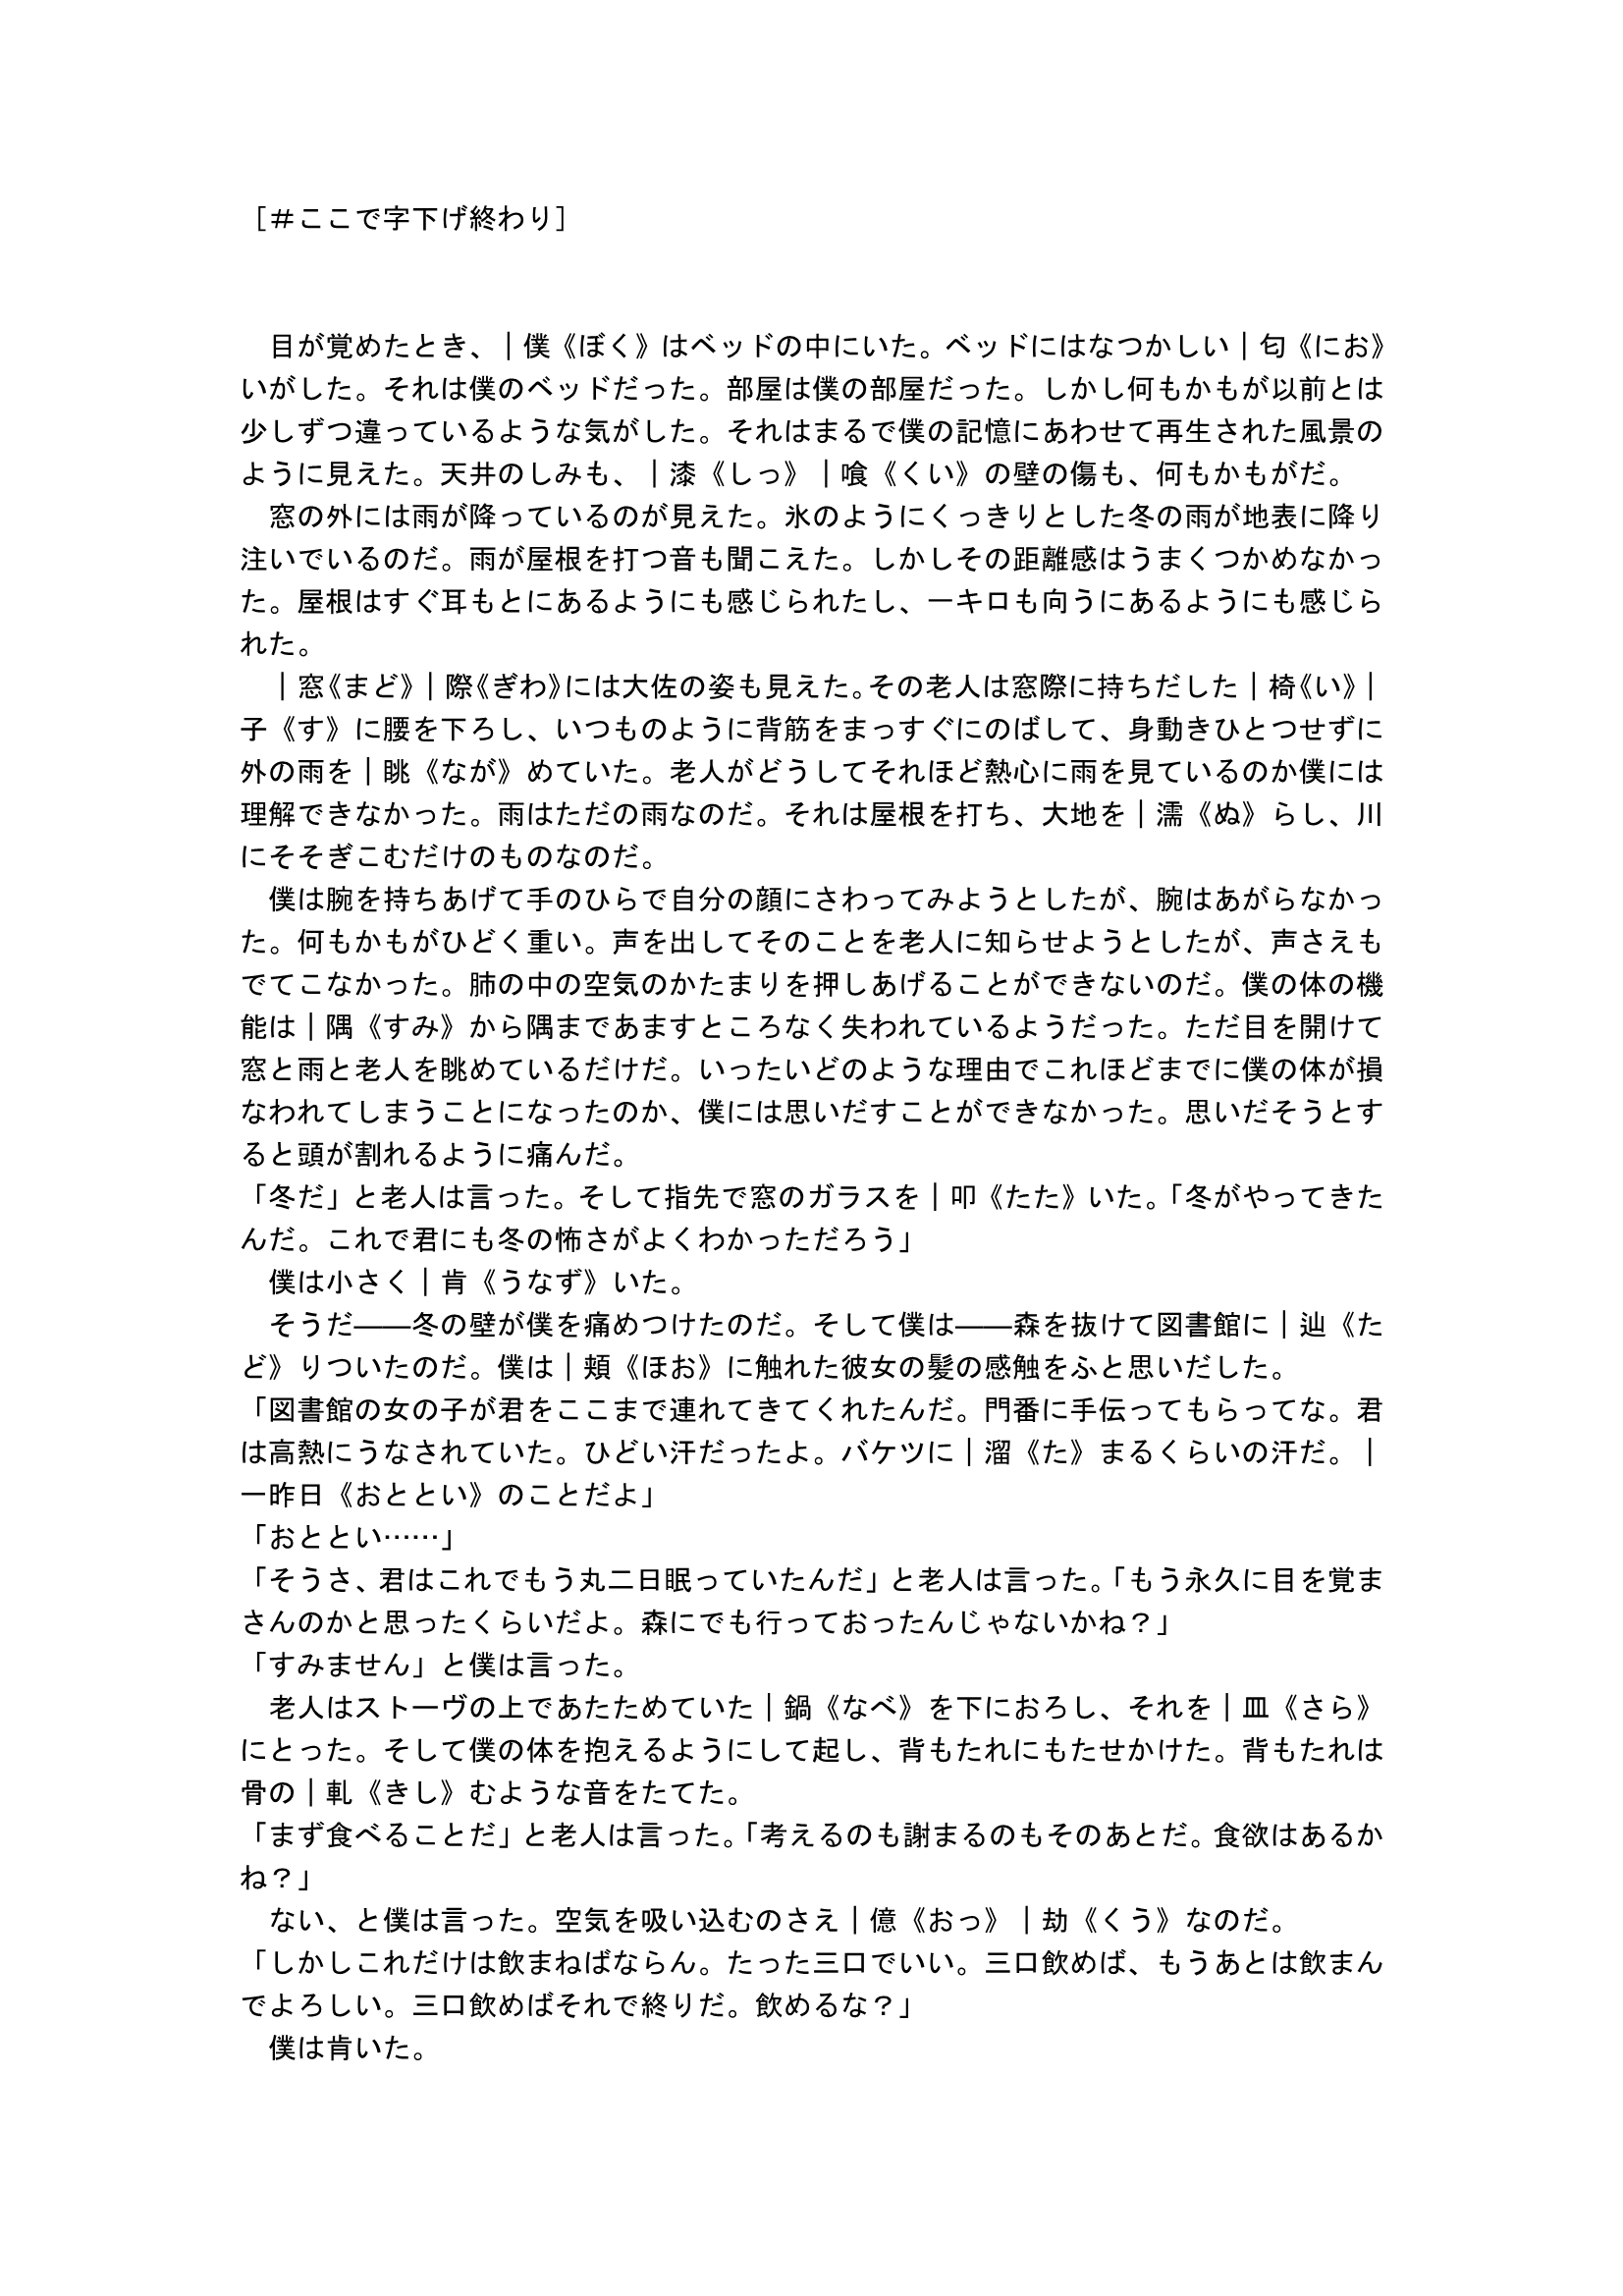 ［＃ここで字下げ終わり］
　目が覚めたとき、｜僕《ぼく》はベッドの中にいた。ベッドにはなつかしい｜匂《にお》
いがした。それは僕のベッドだった。部屋は僕の部屋だった。しかし何もかもが以前とは
少しずつ違っているような気がした。それはまるで僕の記憶にあわせて再生された風景の
ように見えた。天井のしみも、｜漆《しっ》｜喰《くい》の壁の傷も、何もかもがだ。
　窓の外には雨が降っているのが見えた。氷のようにくっきりとした冬の雨が地表に降り
注いでいるのだ。雨が屋根を打つ音も聞こえた。しかしその距離感はうまくつかめなかっ
た。屋根はすぐ耳もとにあるようにも感じられたし、一キロも向うにあるようにも感じら
れた。
　｜窓《まど》｜際《ぎわ》には大佐の姿も見えた。その老人は窓際に持ちだした｜椅《い》｜
子《す》に腰を下ろし、いつものように背筋をまっすぐにのばして、身動きひとつせずに
外の雨を｜眺《なが》めていた。老人がどうしてそれほど熱心に雨を見ているのか僕には
理解できなかった。雨はただの雨なのだ。それは屋根を打ち、大地を｜濡《ぬ》らし、川
にそそぎこむだけのものなのだ。
　僕は腕を持ちあげて手のひらで自分の顔にさわってみようとしたが、腕はあがらなかっ
た。何もかもがひどく重い。声を出してそのことを老人に知らせようとしたが、声さえも
でてこなかった。肺の中の空気のかたまりを押しあげることができないのだ。僕の体の機
能は｜隅《すみ》から隅まであますところなく失われているようだった。ただ目を開けて
窓と雨と老人を眺めているだけだ。いったいどのような理由でこれほどまでに僕の体が損
なわれてしまうことになったのか、僕には思いだすことができなかった。思いだそうとす
ると頭が割れるように痛んだ。
「冬だ」と老人は言った。そして指先で窓のガラスを｜叩《たた》いた。「冬がやってきた
んだ。これで君にも冬の怖さがよくわかっただろう」
　僕は小さく｜肯《うなず》いた。
　そうだ――冬の壁が僕を痛めつけたのだ。そして僕は――森を抜けて図書館に｜辿《た
ど》りついたのだ。僕は｜頬《ほお》に触れた彼女の髪の感触をふと思いだした。
「図書館の女の子が君をここまで連れてきてくれたんだ。門番に手伝ってもらってな。君
は高熱にうなされていた。ひどい汗だったよ。バケツに｜溜《た》まるくらいの汗だ。｜
一昨日《おととい》のことだよ」
「おととい……」
「そうさ、君はこれでもう丸二日眠っていたんだ」と老人は言った。「もう永久に目を覚ま
さんのかと思ったくらいだよ。森にでも行っておったんじゃないかね？」
「すみません」と僕は言った。
　老人はストーヴの上であたためていた｜鍋《なべ》を下におろし、それを｜皿《さら》
にとった。そして僕の体を抱えるようにして起し、背もたれにもたせかけた。背もたれは
骨の｜軋《きし》むような音をたてた。
「まず食べることだ」と老人は言った。「考えるのも謝まるのもそのあとだ。食欲はあるか
ね？」
　ない、と僕は言った。空気を吸い込むのさえ｜億《おっ》｜劫《くう》なのだ。
「しかしこれだけは飲まねばならん。たった三口でいい。三口飲めば、もうあとは飲まん
でよろしい。三口飲めばそれで終りだ。飲めるな？」
　僕は肯いた。